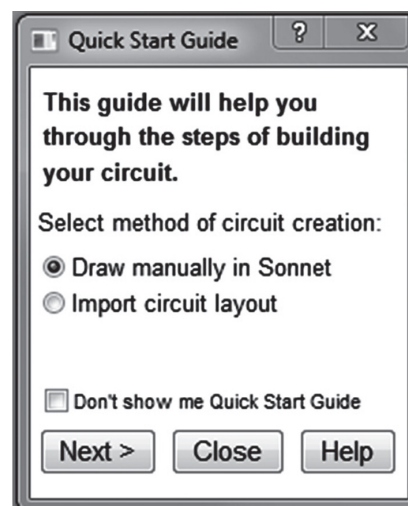 Quick Start Guide ? X
This guide will help you
through the steps of building
your circuit.
Select method of circuit creation:
Draw manually in Sonnet
Import circuit layout
Don't show me Quick Start Guide
Next > Close Help